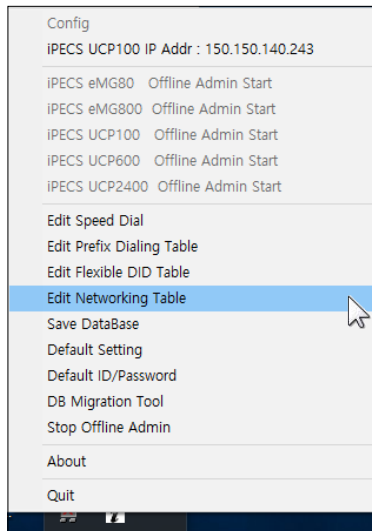 Config
iPECS UCP100 IP Addr : 150.150.140.243
iPECS eMG80 Offline Admin Start
iPECS eMG800 Offline Admin Start
iPECS UCP100 Offline Admin Start
iPECS UCP600 Offline Admin Start
iPECS UCP2400 Offline Admin Start
Edit Speed Dial
Edit Prefix Dialing Table
Edit Flexible DID Table
Edit Networking Table
Save DataBase
Default Setting
Default ID/Password
DB Migration Tool
Stop Offline Admin
About
Quit